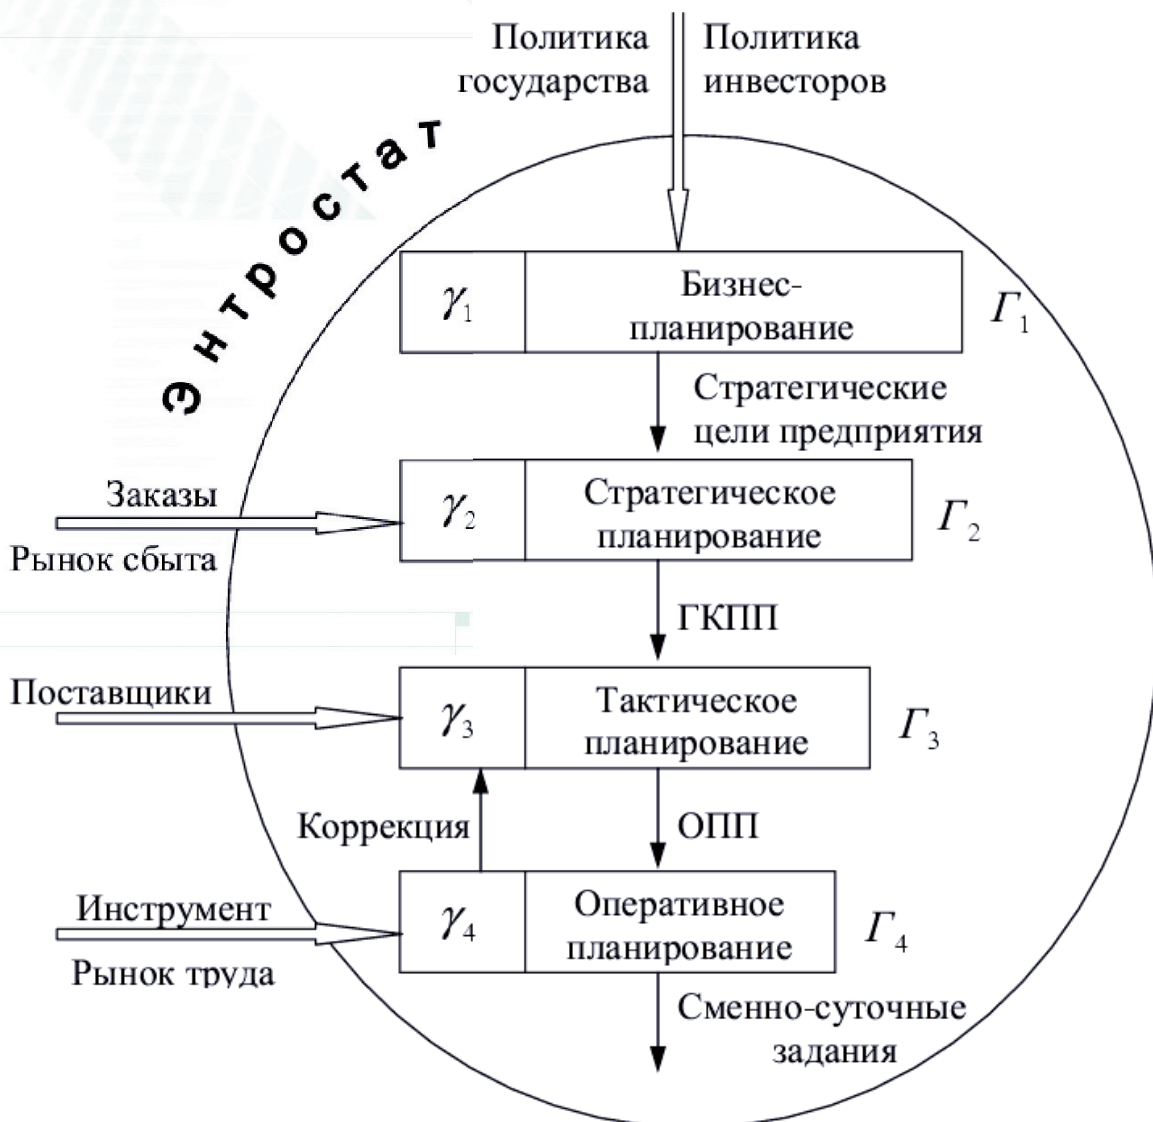 Политика
государства
Политика
инвесторов
Энтростат
γ₁
Бизнес-
планирование
Γ₁
Стратегические
цели предприятия
Заказы
Рынок сбыта
γ₂
Стратегическое
планирование
Γ₂
ГКПП
Поставщики
γ₃
Тактическое
планирование
Γ₃
Коррекция
ОПП
Инструмент
Рынок труда
γ₄
Оперативное
планирование
Γ₄
Сменно-суточные
задания